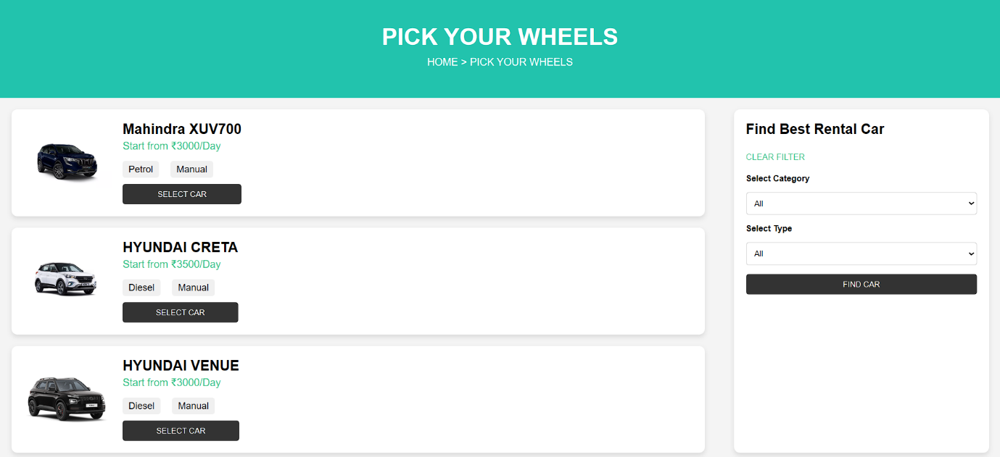 PICK YOUR WHEELS
HOME > PICK YOUR WHEELS
Mahindra XUV700
Start from ₹3000/Day
Petrol Manual
SELECT CAR
HYUNDAI CRETA
Start from ₹3500/Day
Diesel Manual
SELECT CAR
HYUNDAI VENUE
Start from ₹3000/Day
Diesel Manual
SELECT CAR
Find Best Rental Car
CLEAR FILTER
Select Category
All
Select Type
All
FIND CAR